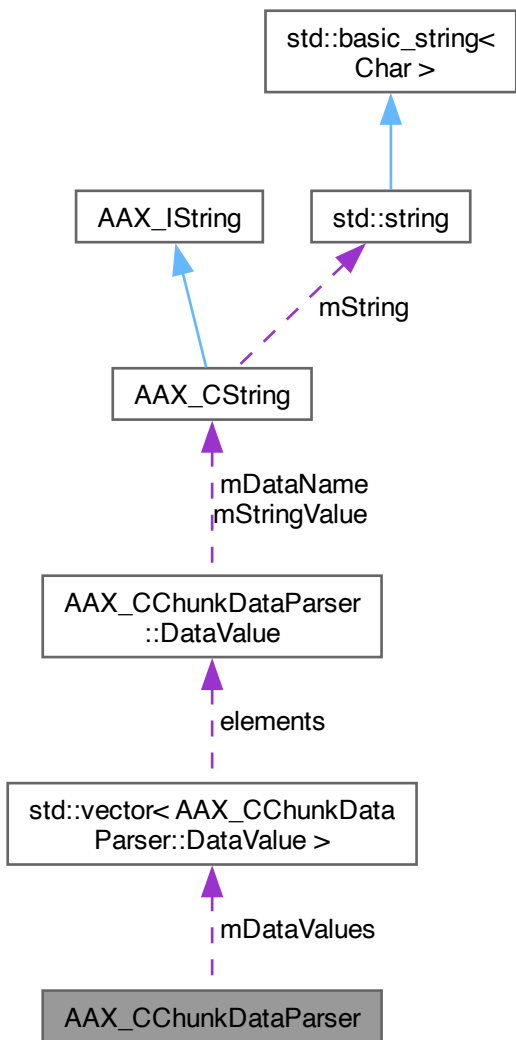 std::basic_string<
Char >
AAX_IString
std::string
mString
AAX_CString
mDataName
mStringValue
AAX_CChunkDataParser
::DataValue
elements
std::vector< AAX_CChunkData
Parser::DataValue >
mDataValues
AAX_CChunkDataParser